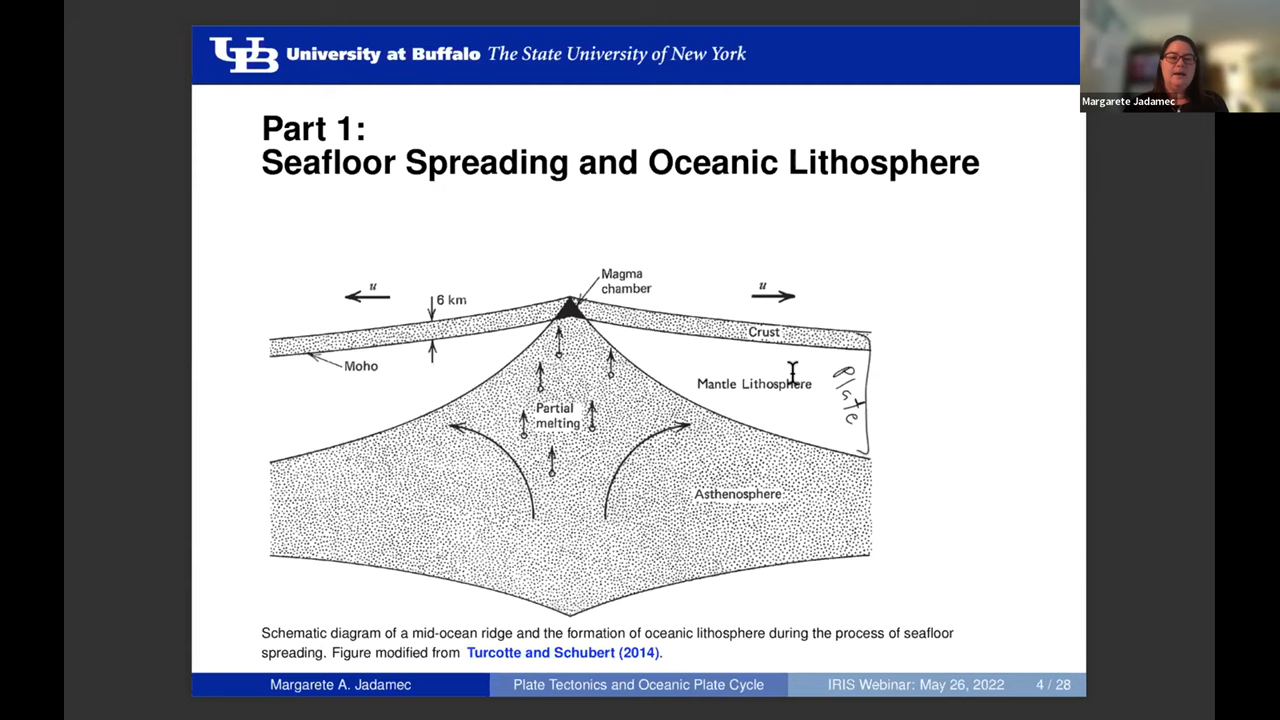 UB University at Buffalo The State University of New York
Margarete Jadamec
Part 1:
Seafloor Spreading and Oceanic Lithosphere
Magma
chamber
u
6 km
u
Crust
Moho
Mantle Lithosphere
Plate
Partial
melting
Asthenosphere
Schematic diagram of a mid-ocean ridge and the formation of oceanic lithosphere during the process of seafloor
spreading. Figure modified from Turcotte and Schubert (2014).
Margarete A. Jadamec Plate Tectonics and Oceanic Plate Cycle IRIS Webinar: May 26, 2022 4 / 28